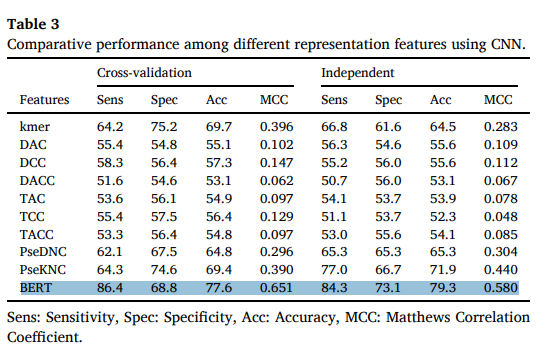 Table 3
Comparative performance among different representation features using CNN.
Cross-validation Independent
Features Sens Spec Acc MCC Sens Spec Acc MCC
kmer 64.2 75.2 69.7 0.396 66.8 61.6 64.5 0.283
DAC 55.4 54.8 55.1 0.102 56.3 54.6 55.6 0.109
DCC 58.3 56.4 57.3 0.147 55.2 56.0 55.6 0.112
DACC 51.6 54.6 53.1 0.062 50.7 56.0 53.1 0.067
TAC 53.6 56.1 54.9 0.097 54.1 53.7 53.9 0.078
TCC 55.4 57.5 56.4 0.129 51.1 53.7 52.3 0.048
TACC 53.3 56.4 54.8 0.097 53.0 55.6 54.1 0.085
PseDNC 62.1 67.5 64.8 0.296 65.3 65.3 65.3 0.304
PseKNC 64.3 74.6 69.4 0.390 77.0 66.7 71.9 0.440
BERT 86.4 68.8 77.6 0.651 84.3 73.1 79.3 0.580
Sens: Sensitivity, Spec: Specificity, Acc: Accuracy, MCC: Matthews Correlation
Coefficient.